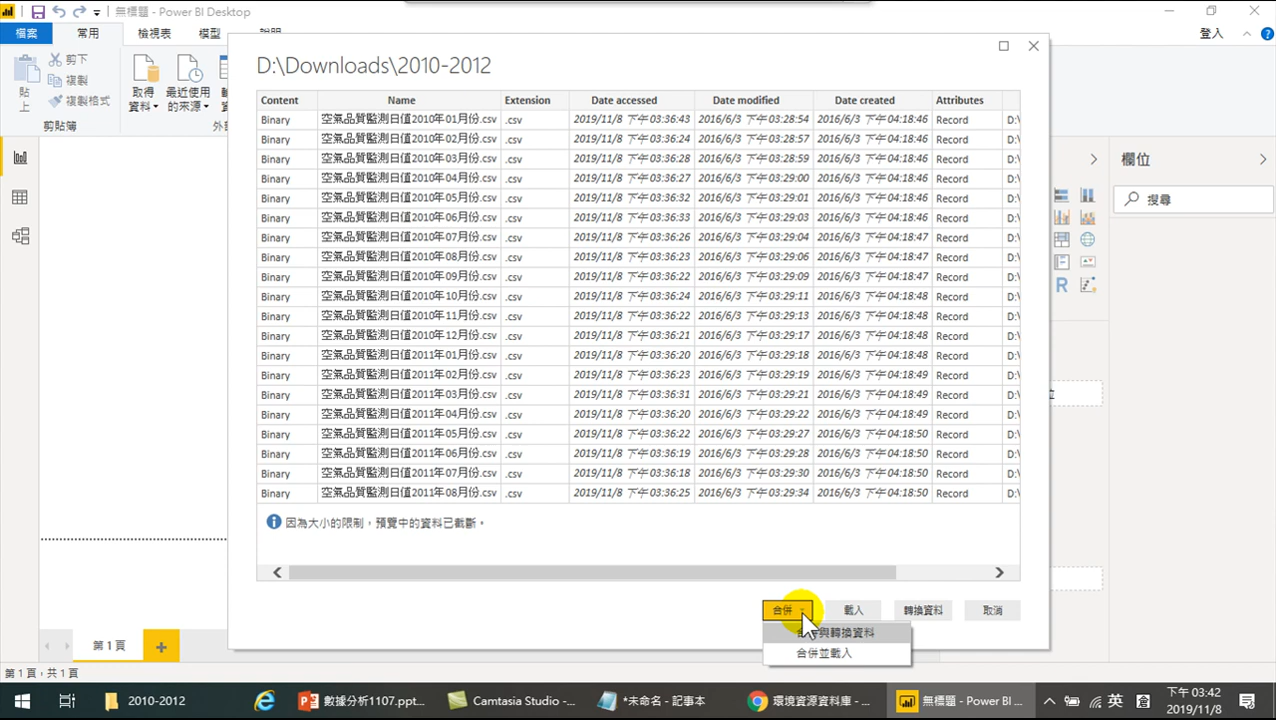 無標題 - Power BI Desktop
檔案 常用 檢視表 模型
登入
貼上
剪下
複製
複製格式
剪貼簿
取得資料
最近使用的來源
D:\Downloads\2010-2012
Content Name Extension Date accessed Date modified Date created Attributes
Binary 空氣品質監測日值2010年01月份.csv .csv 2019/11/8 下午 03:36:43 2016/6/3 下午 03:28:54 2016/6/3 下午 04:18:46 Record D:\
Binary 空氣品質監測日值2010年02月份.csv .csv 2019/11/8 下午 03:36:24 2016/6/3 下午 03:28:57 2016/6/3 下午 04:18:46 Record D:\
Binary 空氣品質監測日值2010年03月份.csv .csv 2019/11/8 下午 03:36:28 2016/6/3 下午 03:28:59 2016/6/3 下午 04:18:46 Record D:\
Binary 空氣品質監測日值2010年04月份.csv .csv 2019/11/8 下午 03:36:27 2016/6/3 下午 03:29:00 2016/6/3 下午 04:18:46 Record D:\
Binary 空氣品質監測日值2010年05月份.csv .csv 2019/11/8 下午 03:36:32 2016/6/3 下午 03:29:01 2016/6/3 下午 04:18:46 Record D:\
Binary 空氣品質監測日值2010年06月份.csv .csv 2019/11/8 下午 03:36:33 2016/6/3 下午 03:29:03 2016/6/3 下午 04:18:46 Record D:\
Binary 空氣品質監測日值2010年07月份.csv .csv 2019/11/8 下午 03:36:26 2016/6/3 下午 03:29:04 2016/6/3 下午 04:18:47 Record D:\
Binary 空氣品質監測日值2010年08月份.csv .csv 2019/11/8 下午 03:36:23 2016/6/3 下午 03:29:06 2016/6/3 下午 04:18:47 Record D:\
Binary 空氣品質監測日值2010年09月份.csv .csv 2019/11/8 下午 03:36:22 2016/6/3 下午 03:29:09 2016/6/3 下午 04:18:47 Record D:\
Binary 空氣品質監測日值2010年10月份.csv .csv 2019/11/8 下午 03:36:24 2016/6/3 下午 03:29:11 2016/6/3 下午 04:18:48 Record D:\
Binary 空氣品質監測日值2010年11月份.csv .csv 2019/11/8 下午 03:36:22 2016/6/3 下午 03:29:13 2016/6/3 下午 04:18:48 Record D:\
Binary 空氣品質監測日值2010年12月份.csv .csv 2019/11/8 下午 03:36:21 2016/6/3 下午 03:29:17 2016/6/3 下午 04:18:48 Record D:\
Binary 空氣品質監測日值2011年01月份.csv .csv 2019/11/8 下午 03:36:20 2016/6/3 下午 03:29:18 2016/6/3 下午 04:18:48 Record D:\
Binary 空氣品質監測日值2011年02月份.csv .csv 2019/11/8 下午 03:36:23 2016/6/3 下午 03:29:19 2016/6/3 下午 04:18:49 Record D:\
Binary 空氣品質監測日值2011年03月份.csv .csv 2019/11/8 下午 03:36:31 2016/6/3 下午 03:29:21 2016/6/3 下午 04:18:49 Record D:\
Binary 空氣品質監測日值2011年04月份.csv .csv 2019/11/8 下午 03:36:20 2016/6/3 下午 03:29:22 2016/6/3 下午 04:18:49 Record D:\
Binary 空氣品質監測日值2011年05月份.csv .csv 2019/11/8 下午 03:36:22 2016/6/3 下午 03:29:27 2016/6/3 下午 04:18:50 Record D:\
Binary 空氣品質監測日值2011年06月份.csv .csv 2019/11/8 下午 03:36:19 2016/6/3 下午 03:29:28 2016/6/3 下午 04:18:50 Record D:\
Binary 空氣品質監測日值2011年07月份.csv .csv 2019/11/8 下午 03:36:18 2016/6/3 下午 03:29:30 2016/6/3 下午 04:18:50 Record D:\
Binary 空氣品質監測日值2011年08月份.csv .csv 2019/11/8 下午 03:36:25 2016/6/3 下午 03:29:34 2016/6/3 下午 04:18:50 Record D:\
因為大小的限制，預覽中的資料已截斷。
合併 載入 轉換資料 取消
與轉換資料
合併並載入
欄位
搜尋
第 1 頁
第 1 頁，共 1 頁
2010-2012 數據分析1107.ppt... Camtasia Studio -... *未命名 - 記事本 環境資源資料庫 - ... 無標題 - Power BI ... 英 下午 03:42
2019/11/8